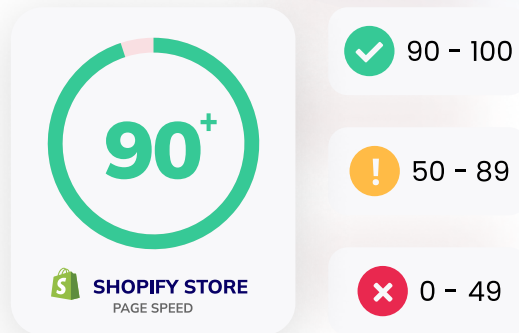 90+
SHOPIFY STORE
PAGE SPEED
90 - 100
50 - 89
0 - 49